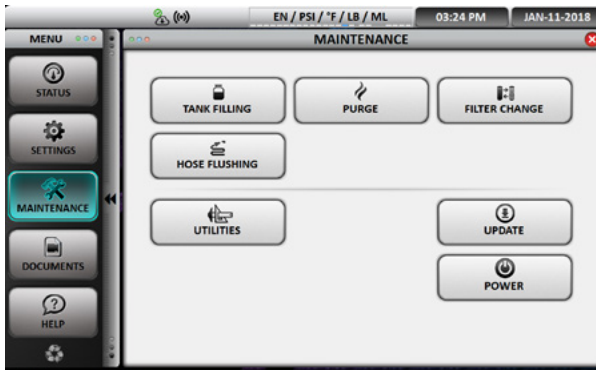 EN / PSI / °F / LB / ML
03:24 PM
JAN-11-2018
MENU
MAINTENANCE
STATUS
SETTINGS
MAINTENANCE
DOCUMENTS
HELP
TANK FILLING
PURGE
FILTER CHANGE
HOSE FLUSHING
UTILITIES
UPDATE
POWER